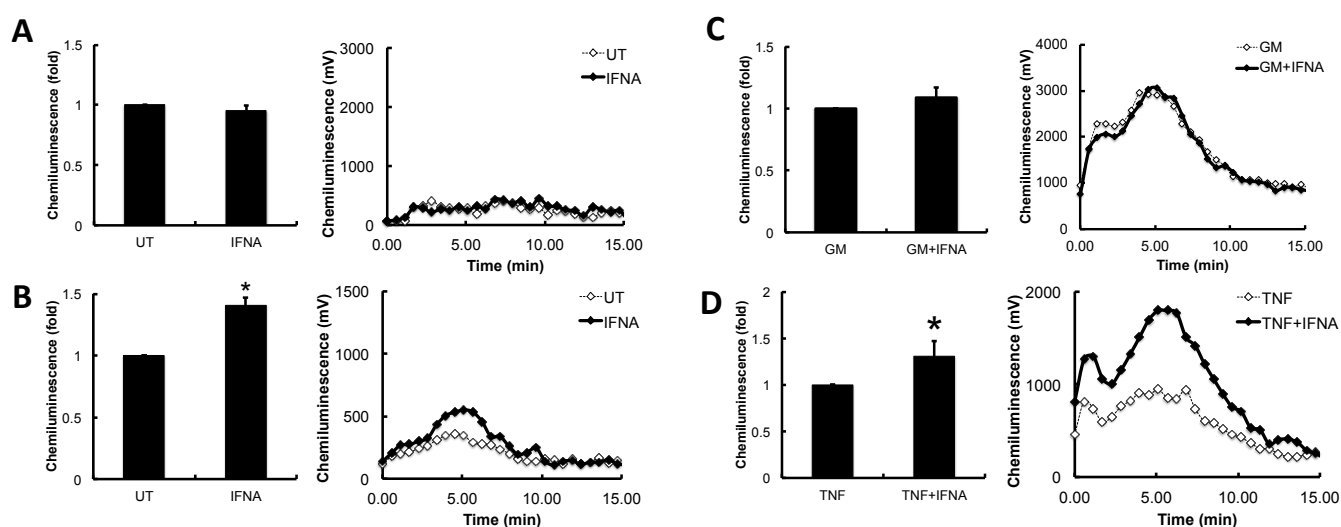 A
Chemiluminescence (fold)
1.5
1
0.5
0
UT
IFNA
Chemiluminescence (mV)
3000
2000
1000
0
0.00
5.00
10.00
15.00
Time (min)
UT
IFNA
B
Chemiluminescence (fold)
1.5
1
0.5
0
UT
IFNA
*
Chemiluminescence (mV)
1500
1000
500
0
0.00
5.00
10.00
15.00
Time (min)
UT
IFNA
C
Chemiluminescence (fold)
1.5
1
0.5
0
GM
GM+IFNA
Chemiluminescence (mV)
4000
3000
2000
1000
0
0.00
5.00
10.00
15.00
Time (min)
GM
GM+IFNA
D
Chemiluminescence (fold)
2
1.5
1
0.5
0
TNF
TNF+IFNA
*
Chemiluminescence (mV)
2000
1000
0
0.00
5.00
10.00
15.00
Time (min)
TNF
TNF+IFNA